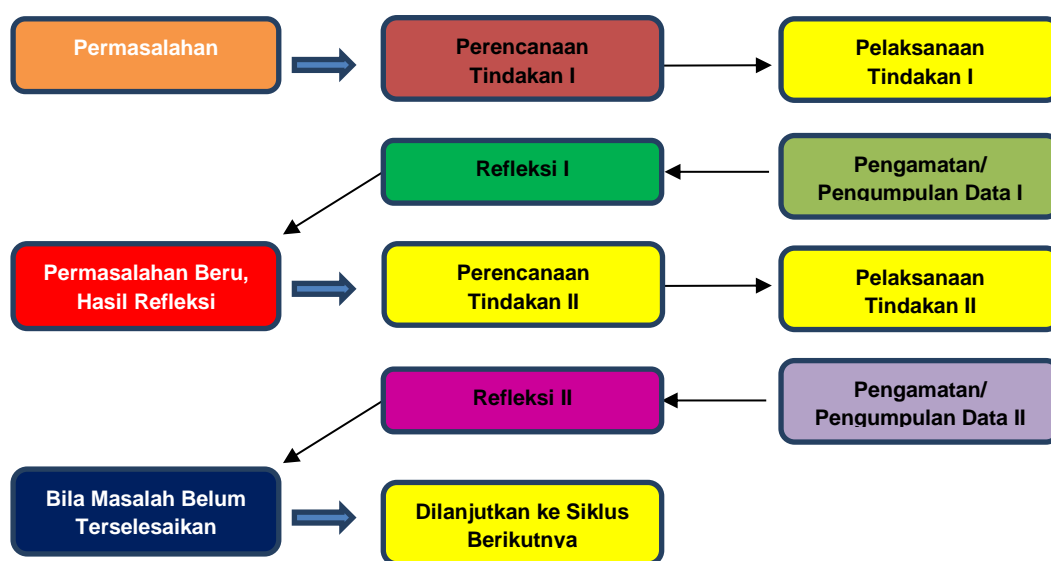 Permasalahan
Perencanaan
Tindakan I
Pelaksanaan
Tindakan I
Refleksi I
Pengamatan/
Pengumpulan Data I
Permasalahan Beru,
Hasil Refleksi
Perencanaan
Tindakan II
Pelaksanaan
Tindakan II
Refleksi II
Pengamatan/
Pengumpulan Data II
Bila Masalah Belum
Terselesaikan
Dilanjutkan ke Siklus
Berikutnya